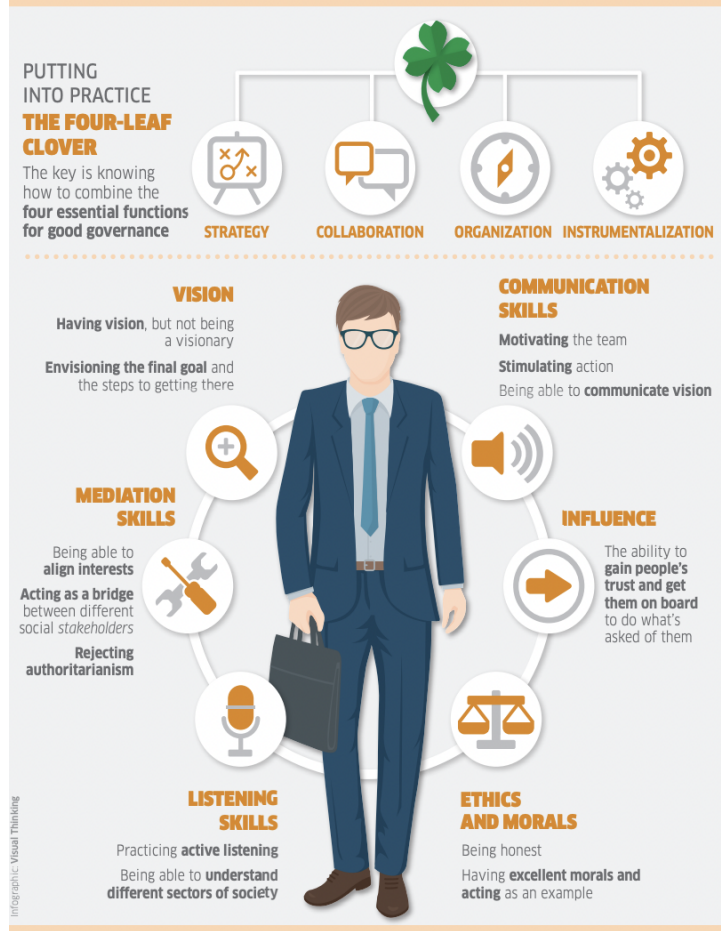 PUTTING
INTO PRACTICE
THE FOUR-LEAF
CLOVER
The key is knowing
how to combine the
four essential functions
for good governance
STRATEGY
COLLABORATION
ORGANIZATION
INSTRUMENTALIZATION
VISION
Having vision, but not being
a visionary
Envisioning the final goal and
the steps to getting there
COMMUNICATION
SKILLS
Motivating the team
Stimulating action
Being able to communicate vision
MEDIATION
SKILLS
Being able to
align interests
Acting as a bridge
between different
social stakeholders
Rejecting
authoritarianism
INFLUENCE
The ability to
gain people's
trust and get
them on board
to do what's
asked of them
LISTENING
SKILLS
Practicing active listening
Being able to understand
different sectors of society
ETHICS
AND MORALS
Being honest
Having excellent morals and
acting as an example
Infographic: Visual Thinking